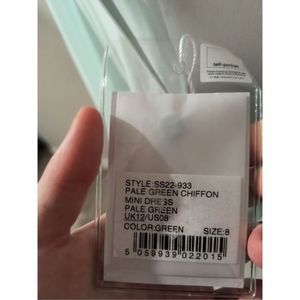 self-portrait
STYLE:SS22-933
PALE GREEN CHIFFON
MINI DRESS
PALE GREEN
UK12/US08
COLOR:GREEN SIZE:8
5 059939 022015